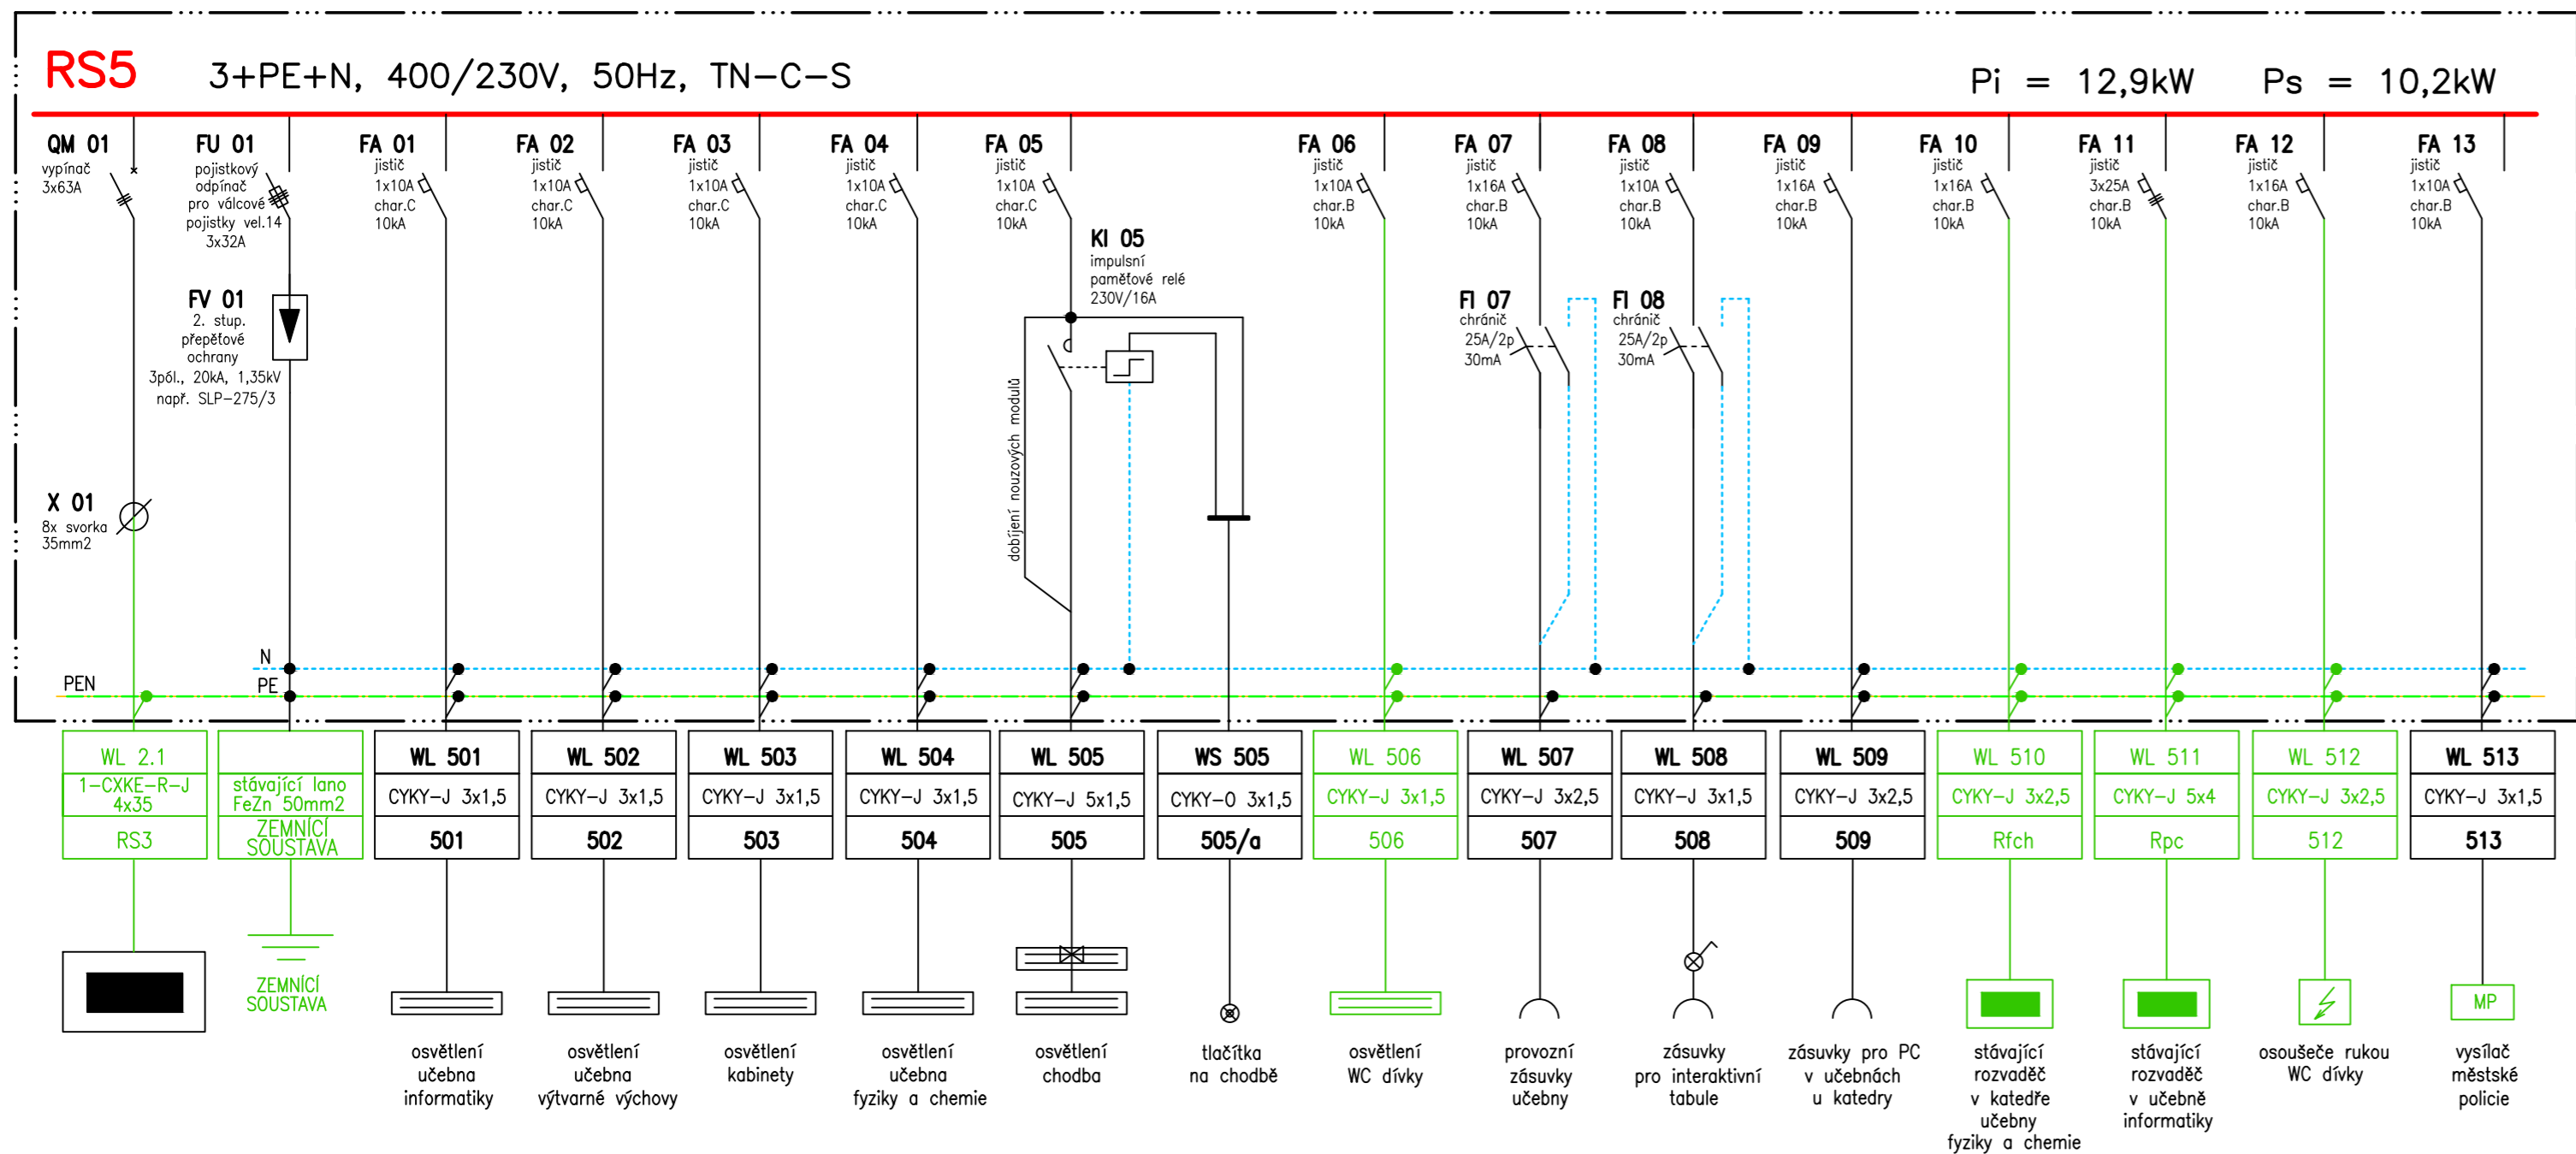 RS5 3+PE+N, 400/230V, 50Hz, TN-C-S Pi = 12,9kW Ps = 10,2kW
QM 01
vypínač
3x63A
FU 01
pojistkový
odpínač
pro válcové
pojistky vel.14
3x32A
FA 01
jistič
1x10A
char.C
10kA
FA 02
jistič
1x10A
char.C
10kA
FA 03
jistič
1x10A
char.C
10kA
FA 04
jistič
1x10A
char.C
10kA
FA 05
jistič
1x10A
char.C
10kA
FA 06
jistič
1x10A
char.B
10kA
FA 07
jistič
1x16A
char.B
10kA
FA 08
jistič
1x10A
char.B
10kA
FA 09
jistič
1x16A
char.B
10kA
FA 10
jistič
1x16A
char.B
10kA
FA 11
jistič
3x25A
char.B
10kA
FA 12
jistič
1x16A
char.B
10kA
FA 13
jistič
1x10A
char.B
10kA
KI 05
impulsní
paměťové relé
230V/16A
FV 01
2. stup.
přepěťové
ochrany
3pól., 20kA, 1,35kV
např. SLP-275/3
FI 07
chránič
25A/2p
30mA
FI 08
chránič
25A/2p
30mA
dobíjení nouzových modulů
X 01
8x svorka
35mm2
N
PEN
PE
WL 2.1
1-CXKE-R-J
4x35
RS3
stávající lano
FeZn 50mm2
ZEMNÍCÍ
SOUSTAVA
WL 501
CYKY-J 3x1,5
501
WL 502
CYKY-J 3x1,5
502
WL 503
CYKY-J 3x1,5
503
WL 504
CYKY-J 3x1,5
504
WL 505
CYKY-J 5x1,5
505
WS 505
CYKY-O 3x1,5
505/a
WL 506
CYKY-J 3x1,5
506
WL 507
CYKY-J 3x2,5
507
WL 508
CYKY-J 3x1,5
508
WL 509
CYKY-J 3x2,5
509
WL 510
CYKY-J 3x2,5
Rfch
WL 511
CYKY-J 5x4
Rpc
WL 512
CYKY-J 3x2,5
512
WL 513
CYKY-J 3x1,5
513
ZEMNÍCÍ
SOUSTAVA
MP
osvětlení
učebna
informatiky
osvětlení
učebna
výtvarné výchovy
osvětlení
kabinety
osvětlení
učebna
fyziky a chemie
osvětlení
chodba
tlačítka
na chodbě
osvětlení
WC dívky
provozní
zásuvky
učebny
zásuvky
pro interaktivní
tabule
zásuvky pro PC
v učebnách
u katedry
stávající
rozvaděč
v katedře
učebny
fyziky a chemie
stávající
rozvaděč
v učebně
informatiky
osoušeče rukou
WC dívky
vysílač
městské
policie